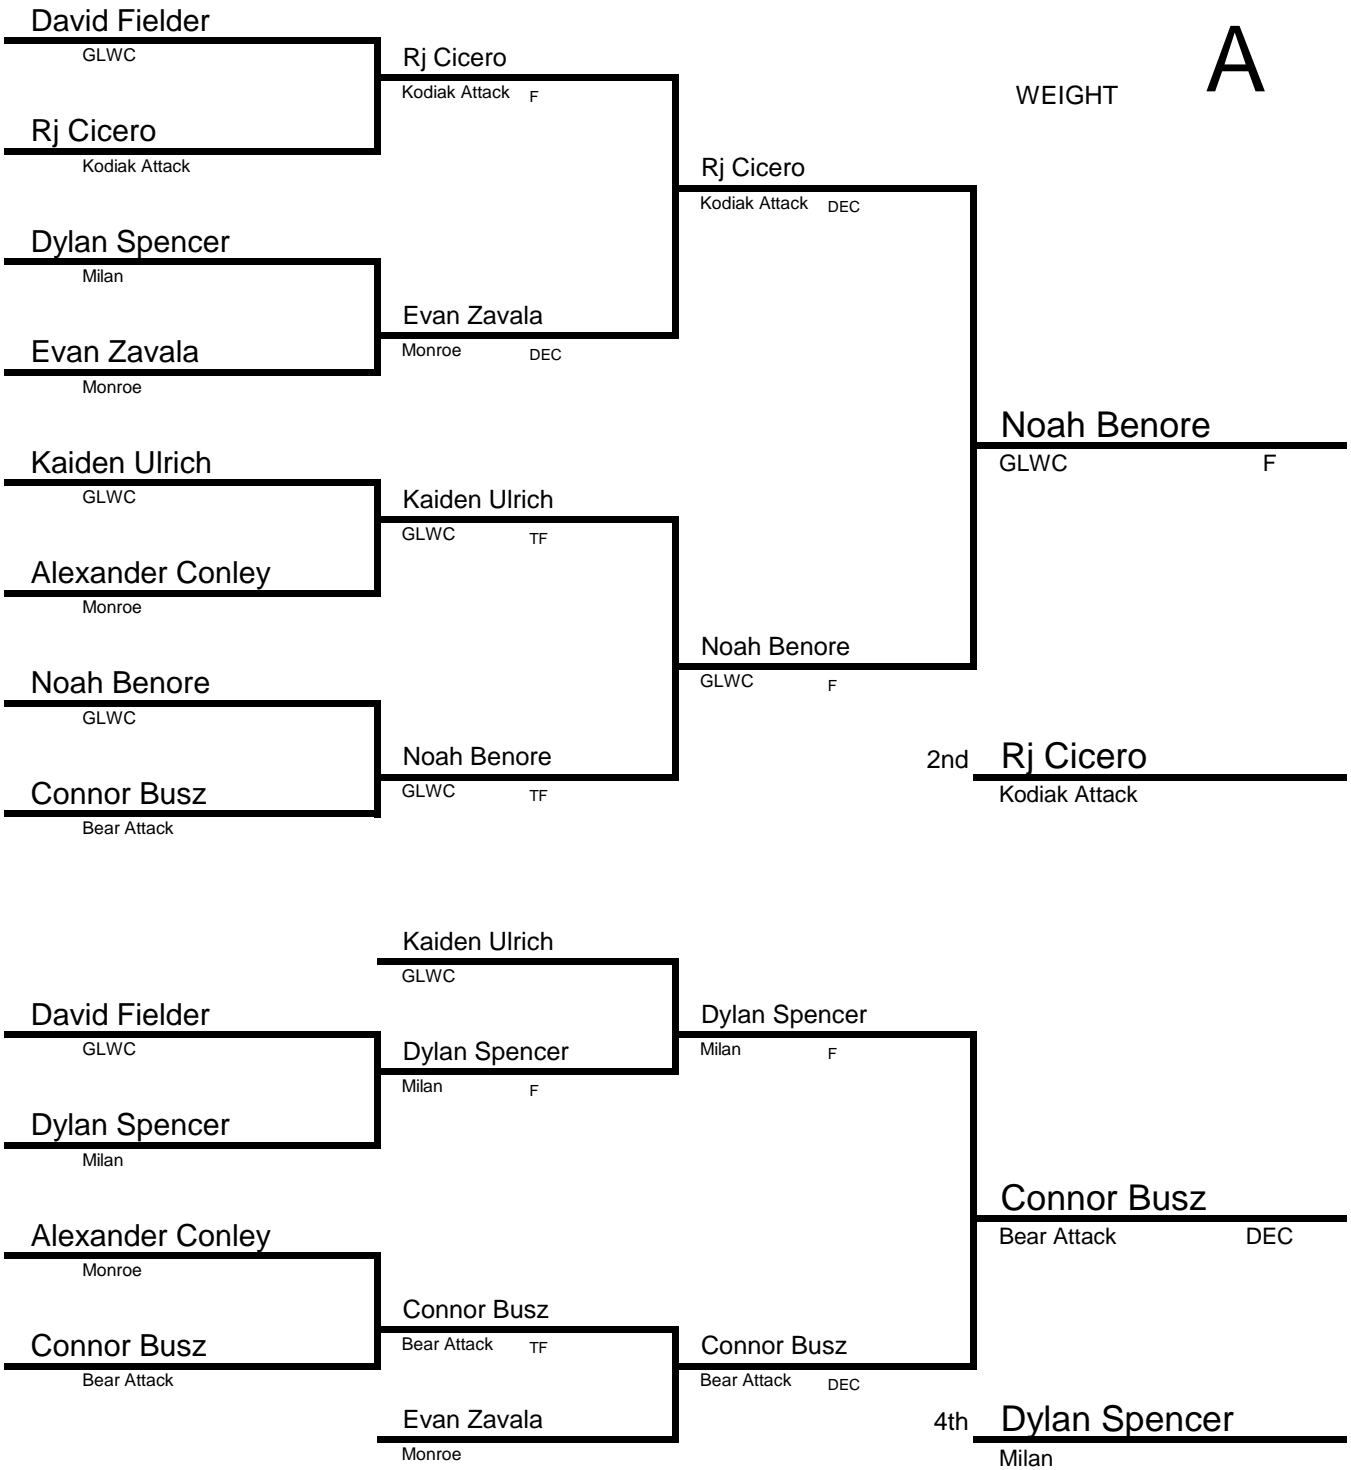 David Fielder
GLWC
Rj Cicero
Kodiak Attack F
A
WEIGHT
Rj Cicero
Kodiak Attack
Rj Cicero
Kodiak Attack DEC
Dylan Spencer
Milan
Evan Zavala
Monroe DEC
Evan Zavala
Monroe
Noah Benore
GLWC F
Kaiden Ulrich
GLWC
Kaiden Ulrich
GLWC TF
Alexander Conley
Monroe
Noah Benore
GLWC F
Noah Benore
GLWC
Noah Benore
GLWC TF
2nd Rj Cicero
Kodiak Attack
Connor Busz
Bear Attack
Kaiden Ulrich
GLWC
David Fielder
GLWC
Dylan Spencer
Milan F
Dylan Spencer
Milan F
Dylan Spencer
Milan
Connor Busz
Bear Attack DEC
Alexander Conley
Monroe
Connor Busz
Bear Attack TF
Connor Busz
Bear Attack
Connor Busz
Bear Attack DEC
Evan Zavala
Monroe
4th Dylan Spencer
Milan